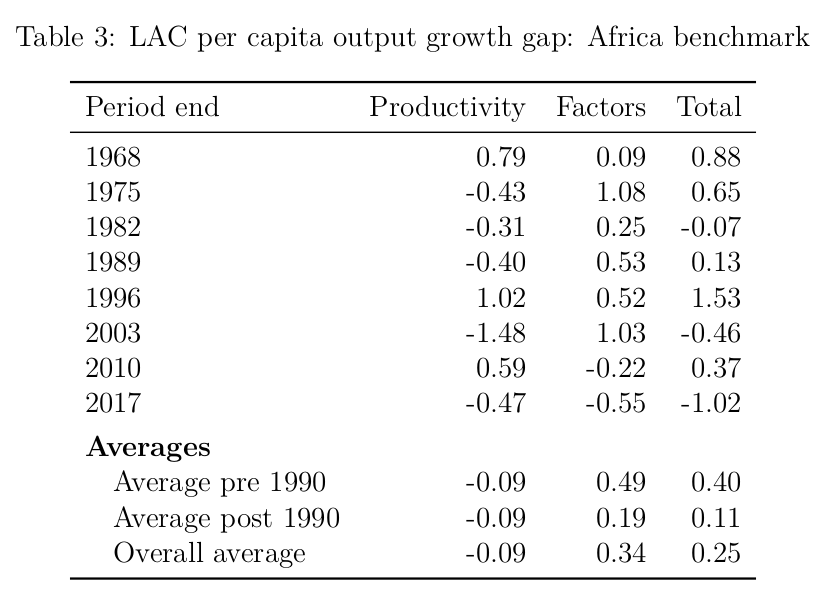 Table 3: LAC per capita output growth gap: Africa benchmark
Period end Productivity Factors Total
1968 0.79 0.09 0.88
1975 -0.43 1.08 0.65
1982 -0.31 0.25 -0.07
1989 -0.40 0.53 0.13
1996 1.02 0.52 1.53
2003 -1.48 1.03 -0.46
2010 0.59 -0.22 0.37
2017 -0.47 -0.55 -1.02
Averages
Average pre 1990 -0.09 0.49 0.40
Average post 1990 -0.09 0.19 0.11
Overall average -0.09 0.34 0.25